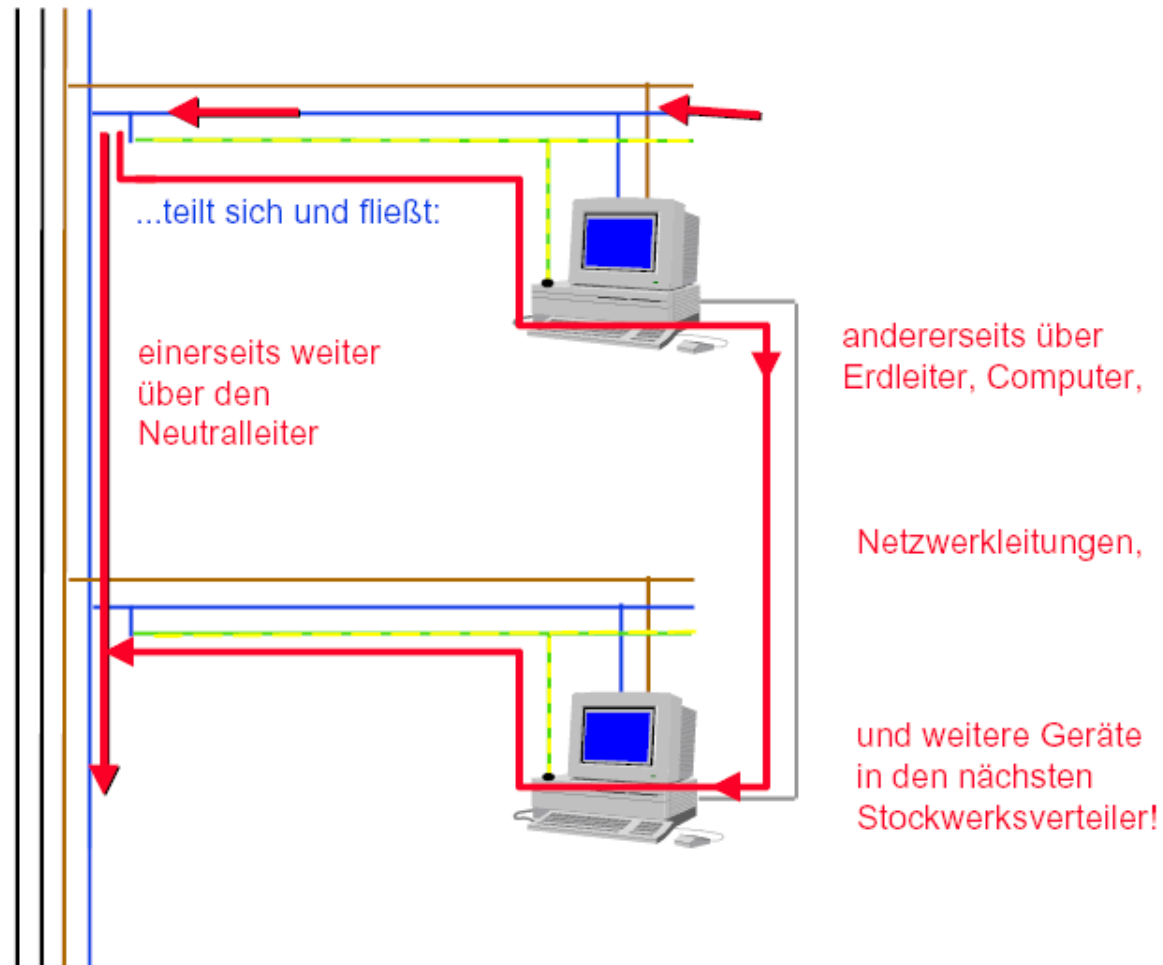 ...teilt sich und fließt:
einerseits weiter
über den
Neutralleiter
andererseits über
Erdleiter, Computer,
Netzwerkleitungen,
und weitere Geräte
in den nächsten
Stockwerksverteiler!